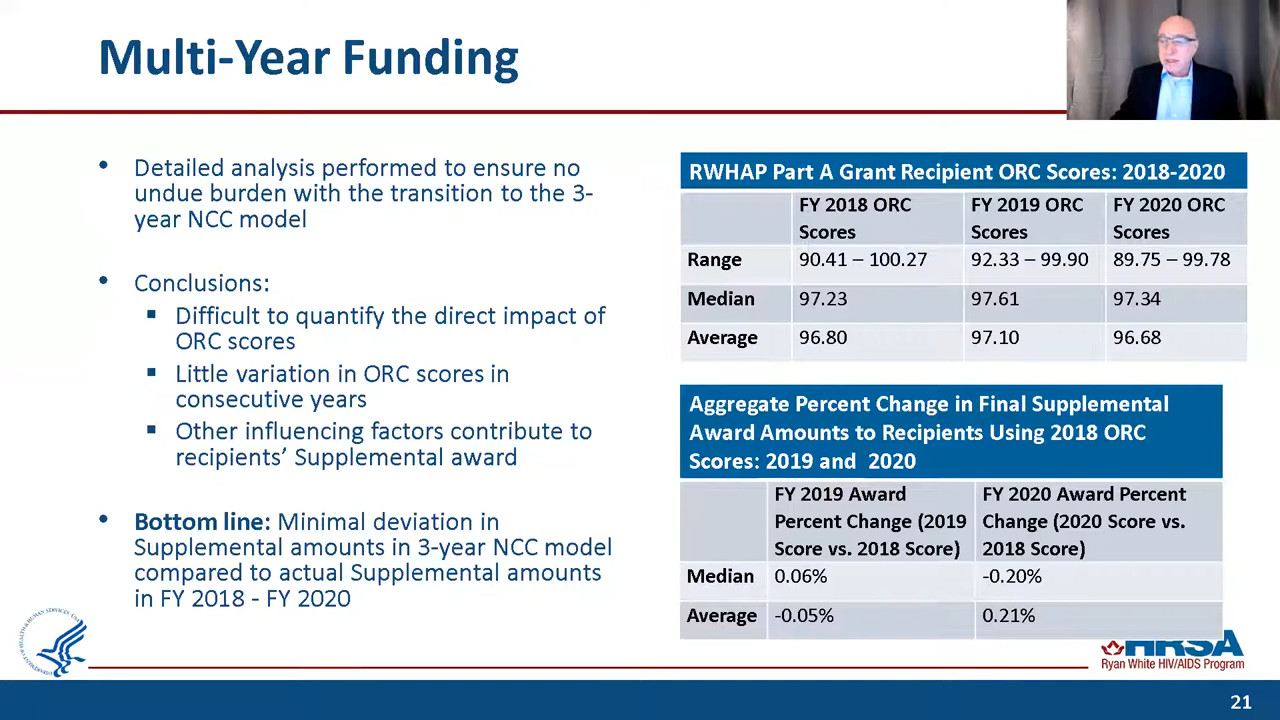 Multi-Year Funding
• Detailed analysis performed to ensure no
undue burden with the transition to the 3-
year NCC model
• Conclusions:
▪ Difficult to quantify the direct impact of
ORC scores
▪ Little variation in ORC scores in
consecutive years
▪ Other influencing factors contribute to
recipients’ Supplemental award
• Bottom line: Minimal deviation in
Supplemental amounts in 3-year NCC model
compared to actual Supplemental amounts
in FY 2018 - FY 2020
RWHAP Part A Grant Recipient ORC Scores: 2018-2020
FY 2018 ORC Scores FY 2019 ORC Scores FY 2020 ORC Scores
Range 90.41 – 100.27 92.33 – 99.90 89.75 – 99.78
Median 97.23 97.61 97.34
Average 96.80 97.10 96.68
Aggregate Percent Change in Final Supplemental
Award Amounts to Recipients Using 2018 ORC
Scores: 2019 and 2020
FY 2019 Award Percent Change (2019 Score vs. 2018 Score) FY 2020 Award Percent Change (2020 Score vs. 2018 Score)
Median 0.06% -0.20%
Average -0.05% 0.21%
HRSA
Ryan White HIV/AIDS Program
21